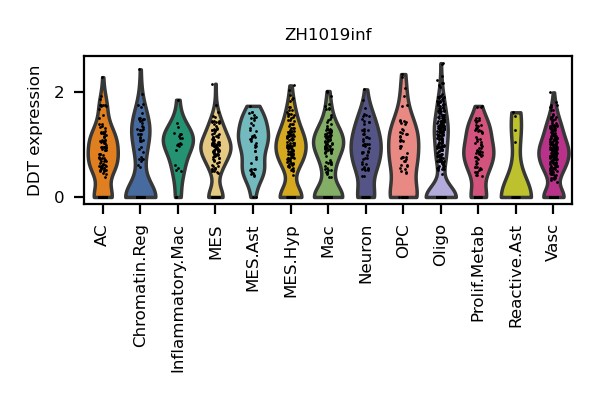 ZH1019inf
DDT expression
2
0
AC
Chromatin.Reg
Inflammatory.Mac
MES
MES.Ast
MES.Hyp
Mac
Neuron
OPC
Oligo
Prolif.Metab
Reactive.Ast
Vasc